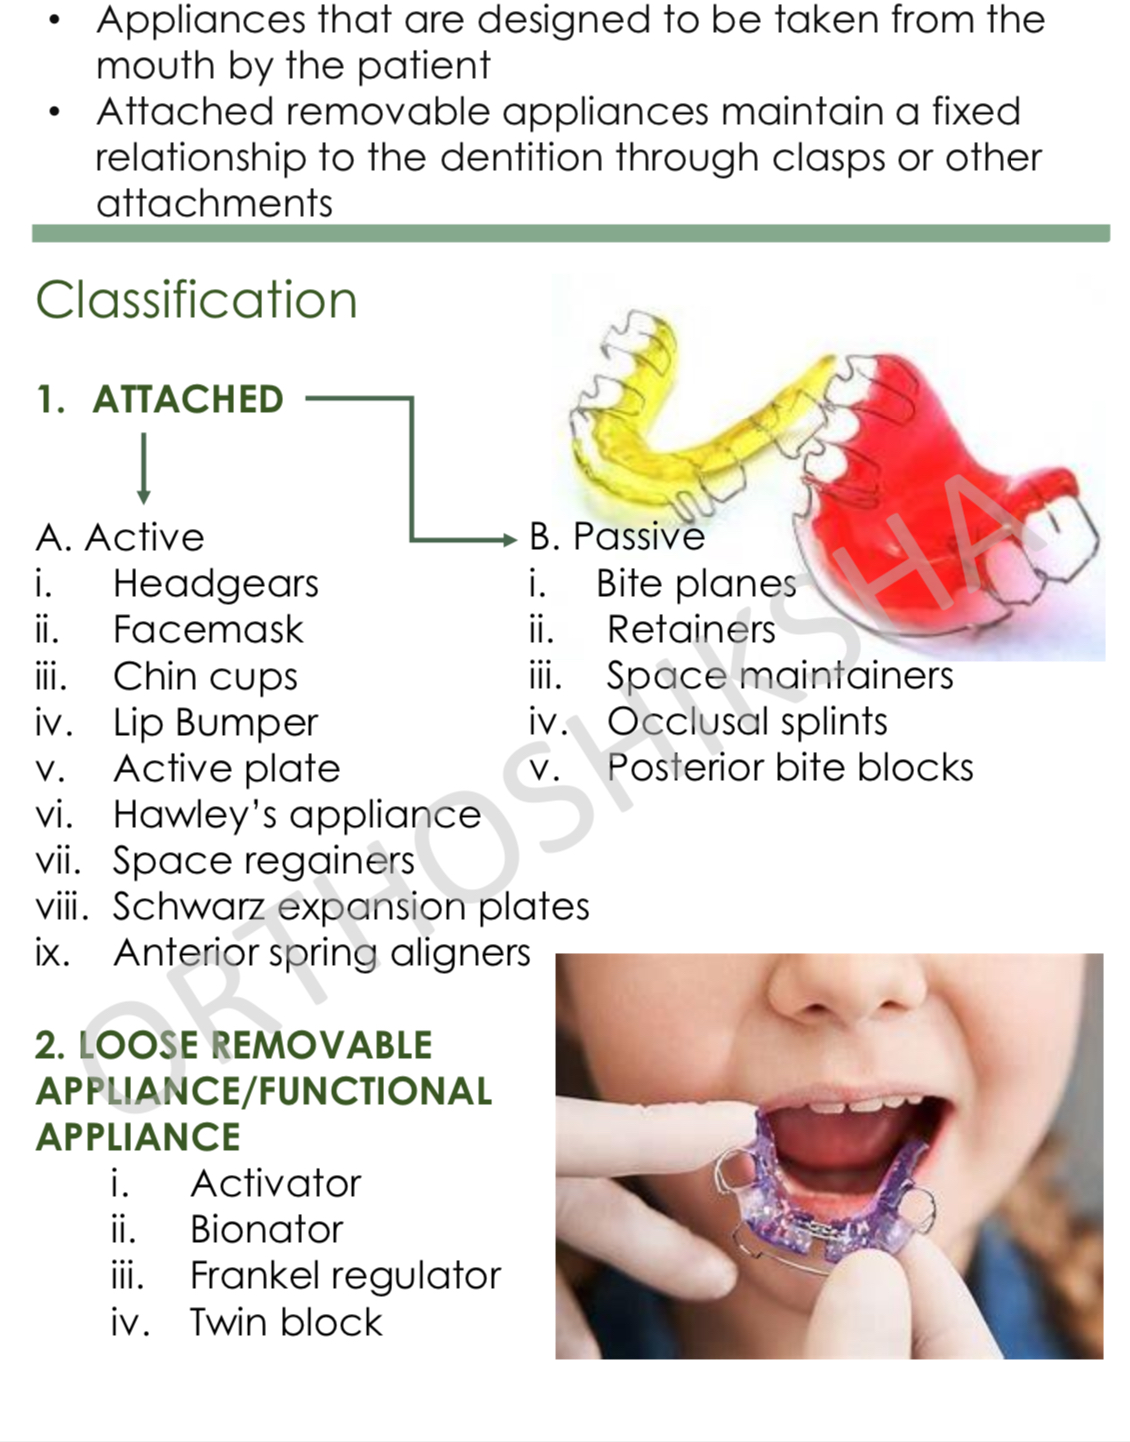 • Appliances that are designed to be taken from the
mouth by the patient
• Attached removable appliances maintain a fixed
relationship to the dentition through clasps or other
attachments
Classification
1. ATTACHED
A. Active
i. Headgears
ii. Facemask
iii. Chin cups
iv. Lip Bumper
v. Active plate
vi. Hawley's appliance
vii. Space regainers
viii. Schwarz expansion plates
ix. Anterior spring aligners
B. Passive
i. Bite planes
ii. Retainers
iii. Space maintainers
iv. Occlusal splints
v. Posterior bite blocks
2. LOOSE REMOVABLE
APPLIANCE/FUNCTIONAL
APPLIANCE
i. Activator
ii. Bionator
iii. Frankel regulator
iv. Twin block
ORTHOSHIKSHA